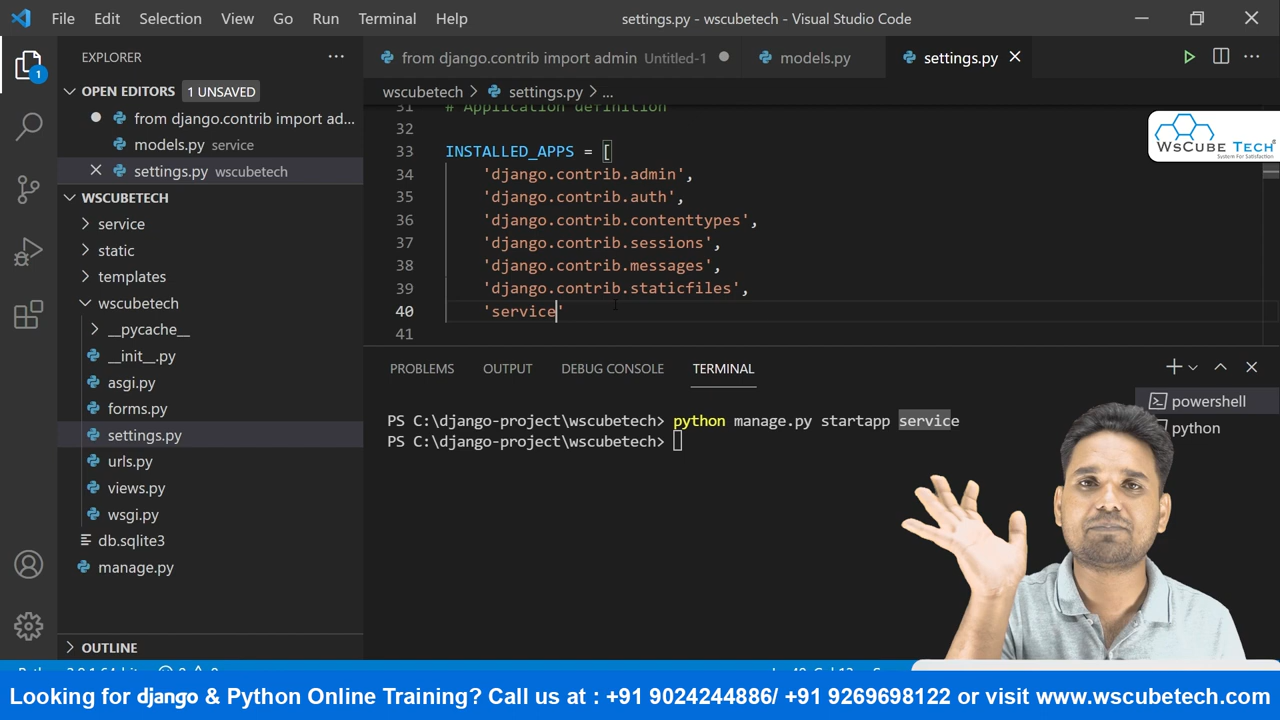 File Edit Selection View Go Run Terminal Help settings.py - wscubetech - Visual Studio Code
EXPLORER
1
OPEN EDITORS 1 UNSAVED
from django.contrib import ad...
models.py service
settings.py wscubetech
WSCUBETECH
service
static
templates
wscubetech
__pycache__
__init__.py
asgi.py
forms.py
settings.py
urls.py
views.py
wsgi.py
db.sqlite3
manage.py
OUTLINE
from django.contrib import admin Untitled-1 models.py settings.py
wscubetech > settings.py > ...
31 # Application definition
32
33 INSTALLED_APPS = [
34 'django.contrib.admin',
35 'django.contrib.auth',
36 'django.contrib.contenttypes',
37 'django.contrib.sessions',
38 'django.contrib.messages',
39 'django.contrib.staticfiles',
40 'service'
41
WsCube Tech
System For Satisfaction
PROBLEMS OUTPUT DEBUG CONSOLE TERMINAL
PS C:\django-project\wscubetech> python manage.py startapp service
PS C:\django-project\wscubetech>
powershell
python
Looking for django & Python Online Training? Call us at : +91 9024244886/ +91 9269698122 or visit www.wscubetech.com